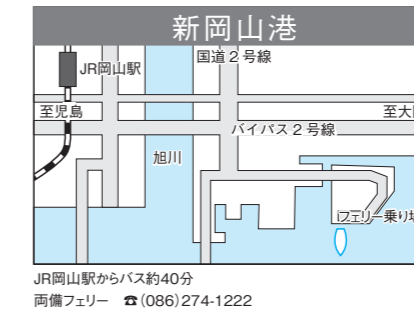 新岡山港
国道２号線
JR岡山駅
至児島
至大
バイパス２号線
旭川
フェリー乗り
JR岡山駅からバス約40分
両備フェリー ☎(086)274-1222